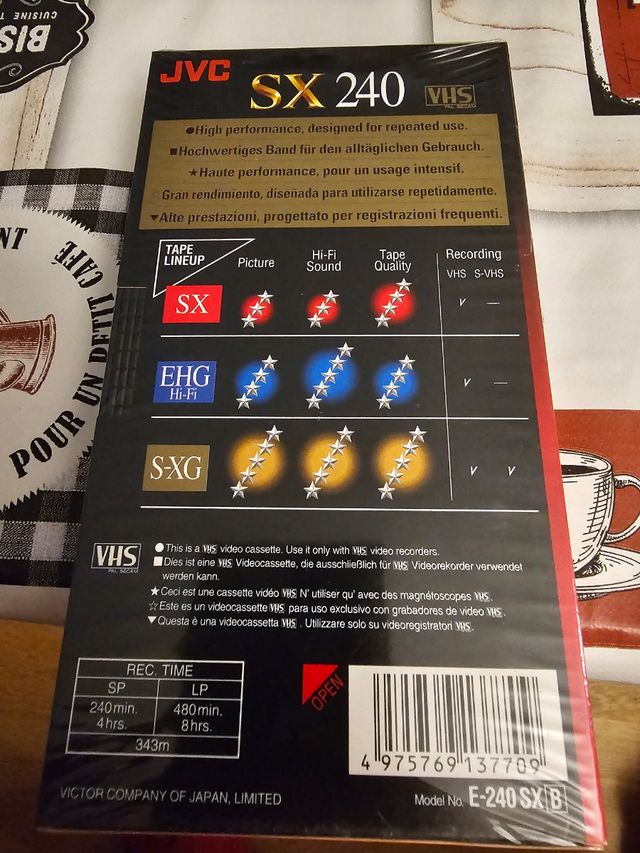 BIS
CUISINE T
NT
POUR UN PETIT CAFÉ
JVC
SX 240
VHS
PAL SECAM
●High performance, designed for repeated use.
■Hochwertiges Band für den alltäglichen Gebrauch.
★Haute performance, pour un usage intensif.
Gran rendimiento, diseñada para utilizarse repetidamente.
▼Alte prestazioni, progettato per registrazioni frequenti.
TAPE LINEUP
Picture
Hi-Fi Sound
Tape Quality
Recording
VHS S-VHS
SX
EHG
Hi-Fi
S-XG
VHS
PAL SECAM
●This is a VHS video cassette. Use it only with VHS video recorders.
■Dies ist eine VHS Videocassette, die ausschließlich für VHS Videorekorder verwendet
werden kann.
★Ceci est une cassette vidéo VHS N' utiliser qu' avec des magnétoscopes VHS.
☆Este es un videocassette VHS para uso exclusivo con grabadores de video VHS.
▼Questa è una videocassetta VHS. Utilizzare solo su videoregistratori VHS.
REC. TIME
SP LP
240min. 480min.
4hrs. 8hrs.
343m
OPEN
4 975769 137709
VICTOR COMPANY OF JAPAN, LIMITED
Model No. E-240 SX B